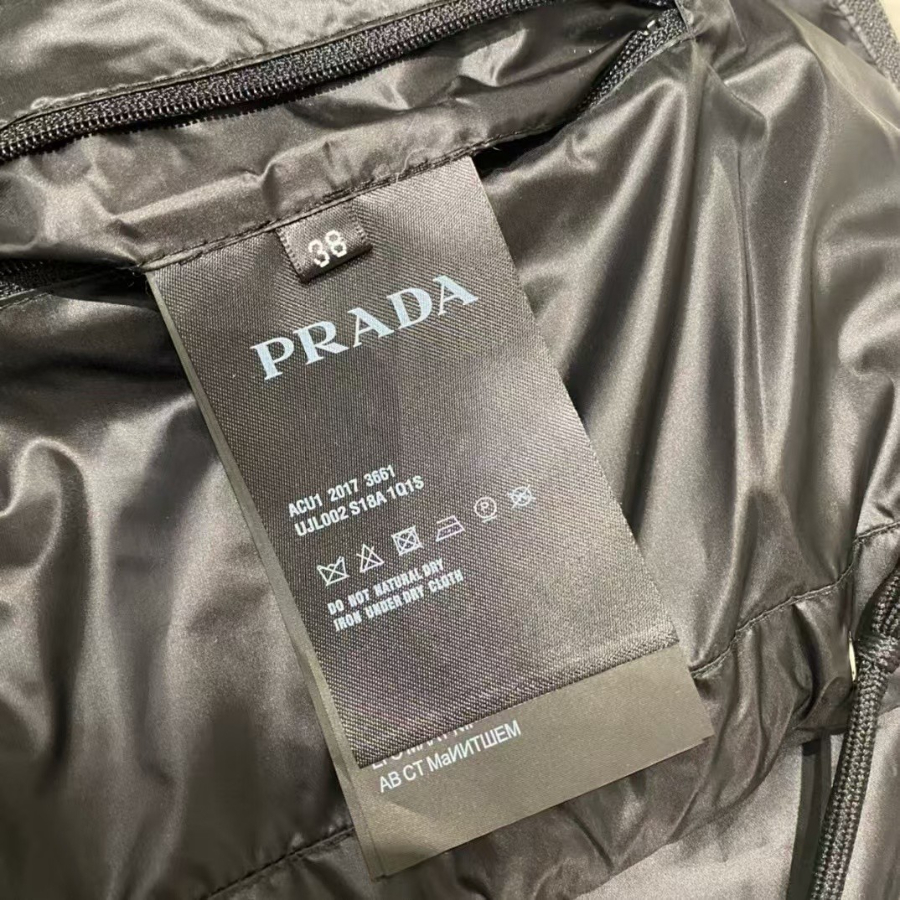 38
PRADA
ACU1 2017 3661
UJL002 S18A 1Q1S
P
DO NOT NATURAL DRY
IRON UNDER DRY CLOTH
АВ СТ МаИИТШЕМ